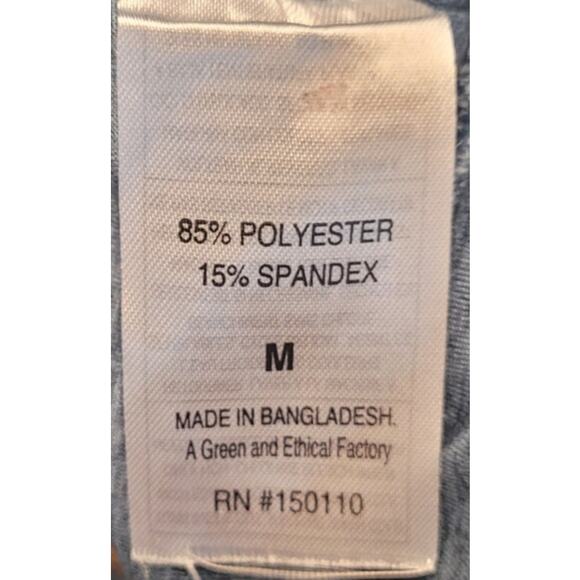 85% POLYESTER
15% SPANDEX
M
MADE IN BANGLADESH.
A Green and Ethical Factory
RN #150110